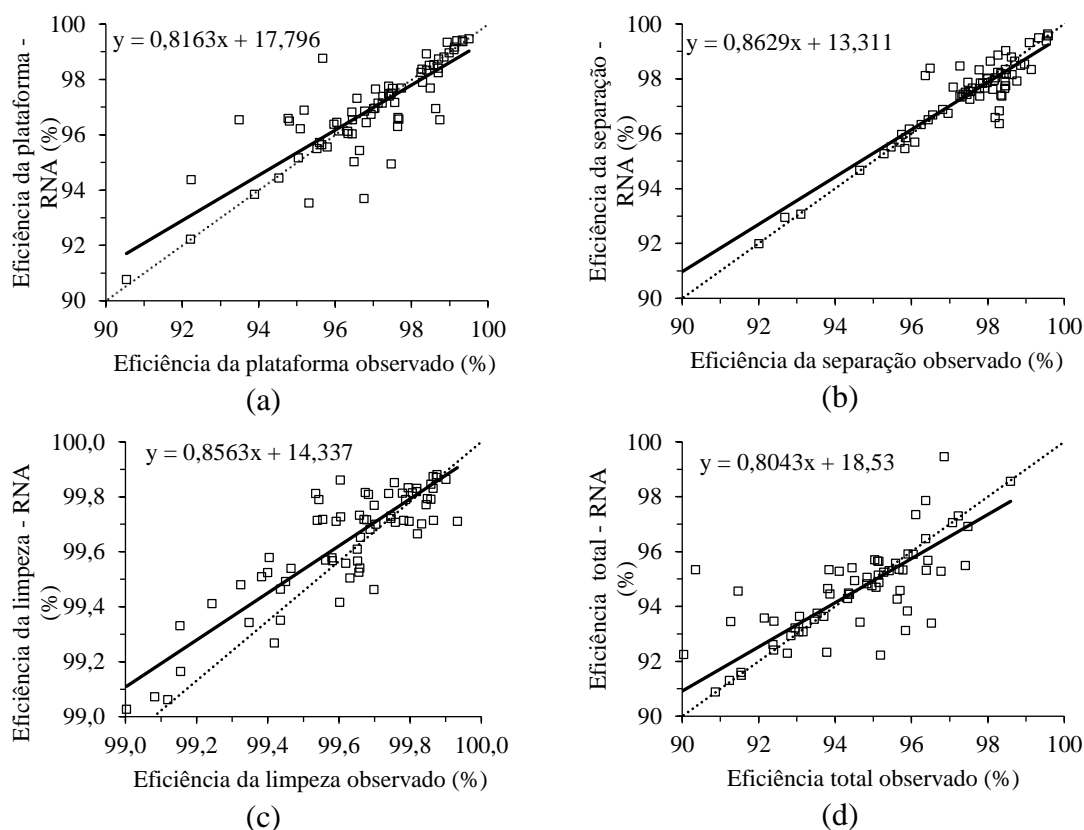 Eficiência da plataforma -
RNA (%)
y = 0,8163x + 17,796
100
98
96
94
92
90
90 92 94 96 98 100
Eficiência da plataforma observado (%)
(a)
Eficiência da separação -
RNA (%)
y = 0,8629x + 13,311
100
98
96
94
92
90
90 92 94 96 98 100
Eficiência da separação observado (%)
(b)
Eficiência da limpeza - RNA
(%)
y = 0,8563x + 14,337
100,0
99,8
99,6
99,4
99,2
99,0
99,0 99,2 99,4 99,6 99,8 100,0
Eficiência da limpeza observado (%)
(c)
Eficiência total - RNA
(%)
y = 0,8043x + 18,53
100
98
96
94
92
90
90 92 94 96 98 100
Eficiência total observado (%)
(d)